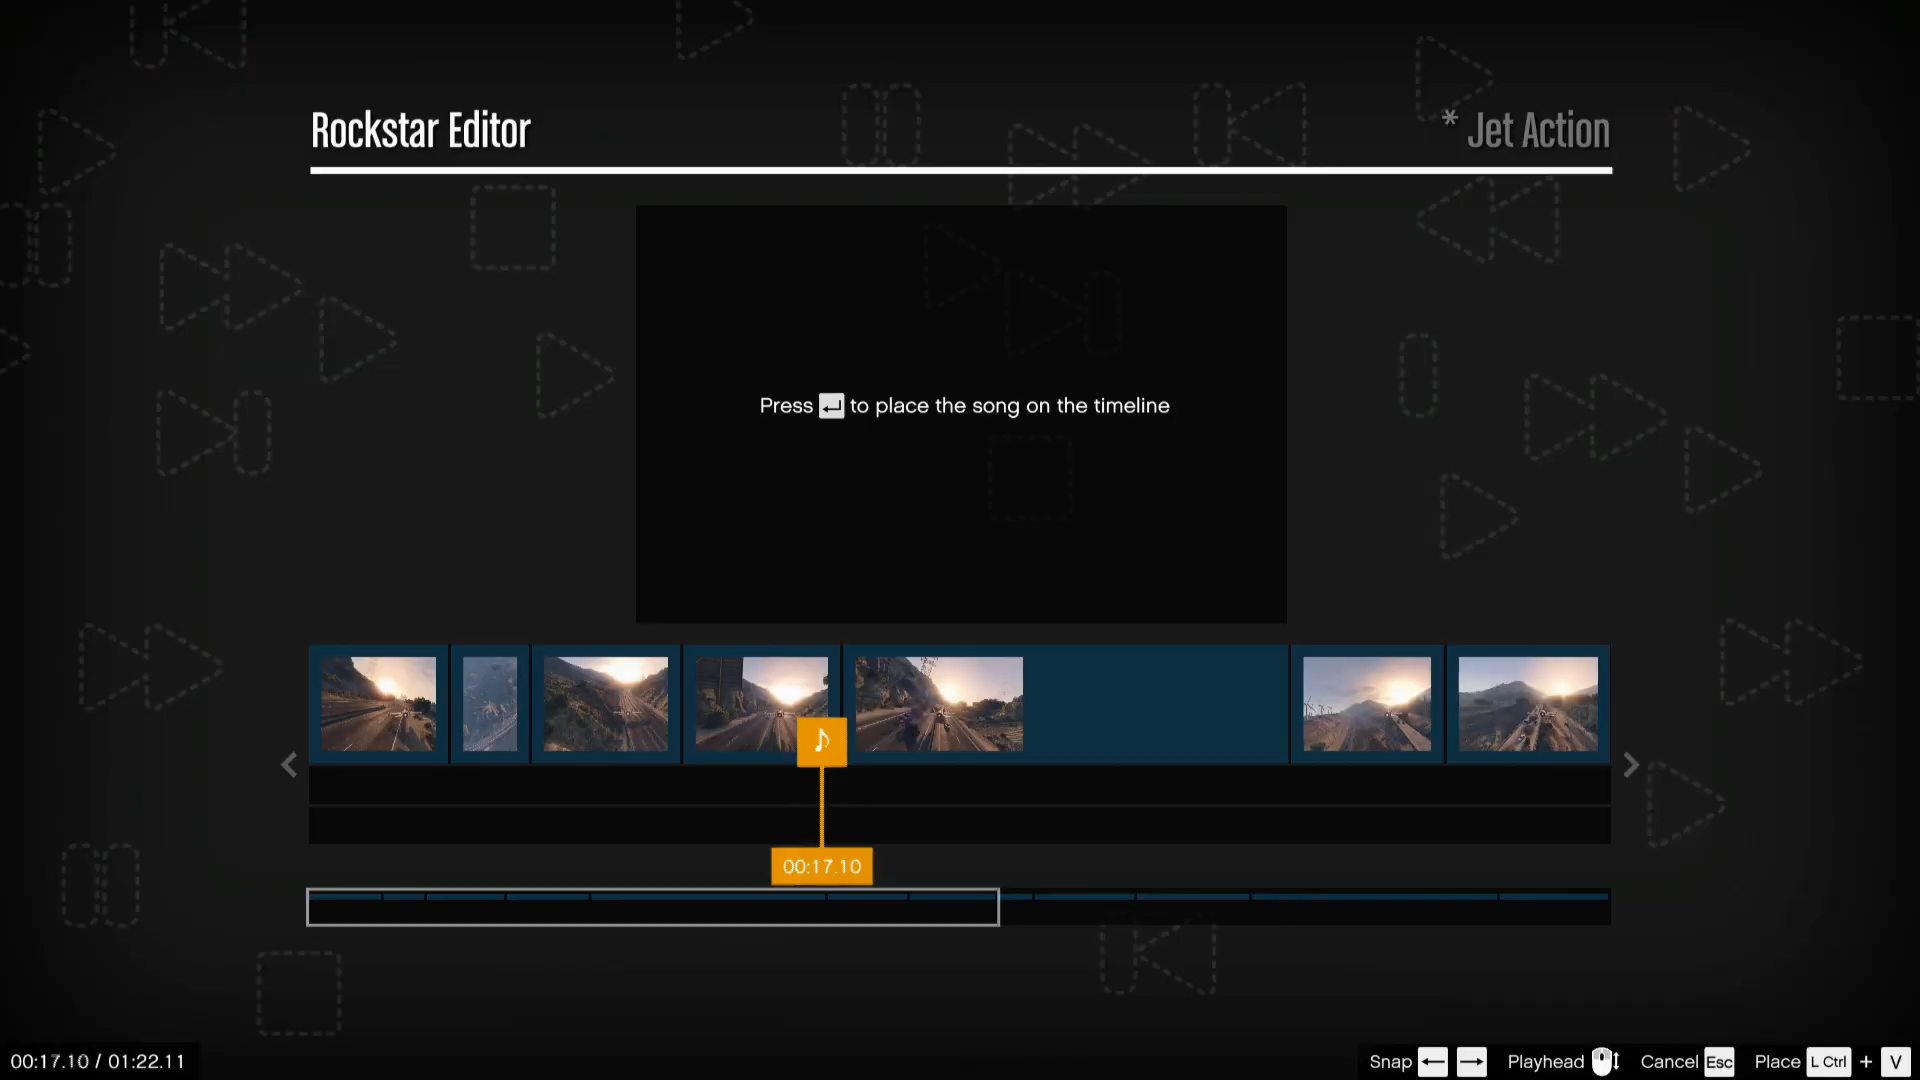 Rockstar Editor
* Jet Action
Press ↵ to place the song on the timeline
00:17.10
00:17.10 / 01:22.11
Snap ← → Playhead Cancel Esc Place L Ctrl + V